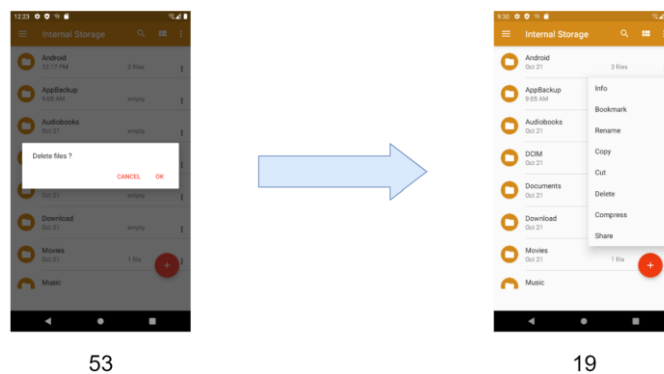 12:23
Internal Storage
Android
12:17 PM
3 files
AppBackup
9:05 AM
empty
Audiobooks
Oct 21
empty
Delete files ?
CANCEL
OK
Oct 21
empty
Download
Oct 21
empty
Movies
Oct 21
1 file
Music
53
9:30
Internal Storage
Android
Oct 21
3 files
AppBackup
9:05 AM
Audiobooks
Oct 21
DCIM
Oct 21
Documents
Oct 21
Download
Oct 21
Movies
Oct 21
1 file
Music
Info
Bookmark
Rename
Copy
Cut
Delete
Compress
Share
19